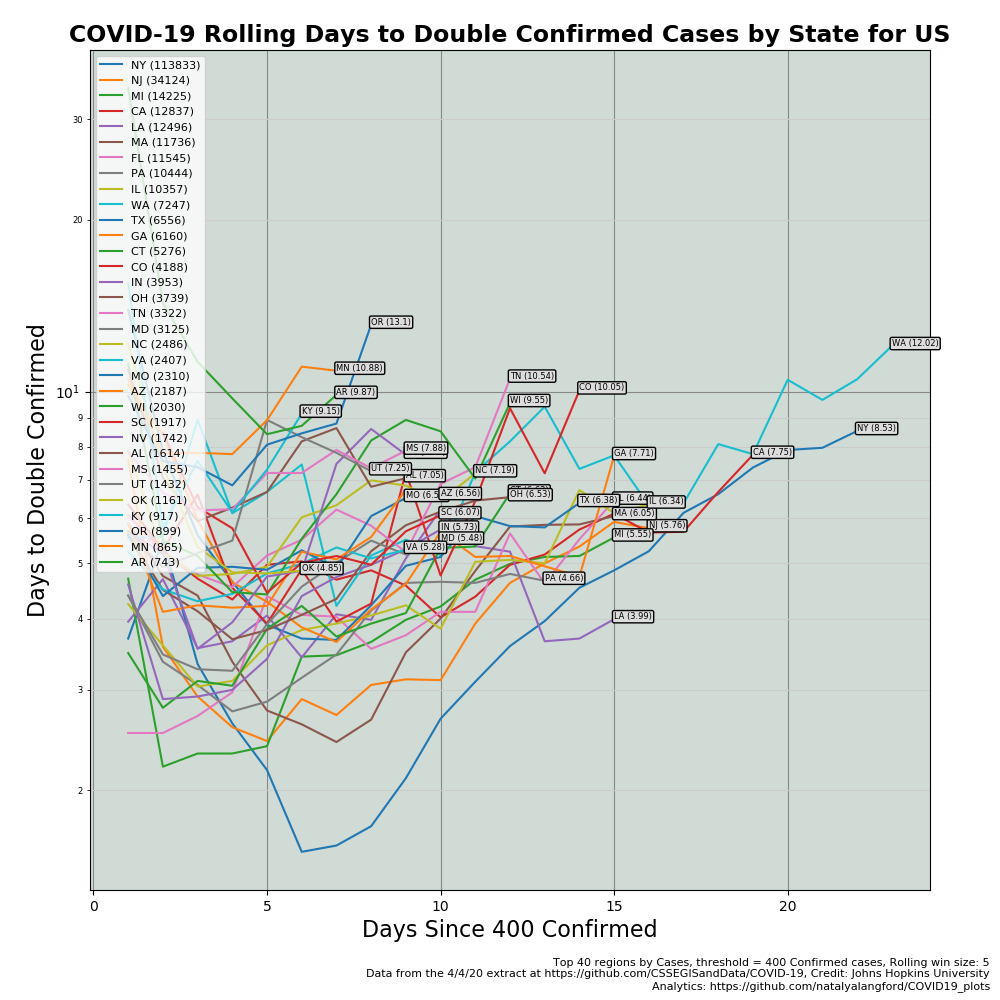 COVID-19 Rolling Days to Double Confirmed Cases by State for US
NY (113833)
NJ (34124)
MI (14225)
CA (12837)
LA (12496)
MA (11736)
FL (11545)
PA (10444)
IL (10357)
WA (7247)
TX (6556)
GA (6160)
CT (5276)
CO (4188)
IN (3953)
OH (3739)
TN (3322)
MD (3125)
NC (2486)
VA (2407)
MO (2310)
AZ (2187)
WI (2030)
SC (1917)
NV (1742)
AL (1614)
MS (1455)
UT (1432)
OK (1161)
KY (917)
OR (899)
MN (865)
AR (743)
Days to Double Confirmed
30
20
10¹
9
8
7
6
5
4
3
2
OR (13.1)
WA (12.02)
MN (10.88)
TN (10.54)
CO (10.05)
AR (9.87)
WI (9.55)
KY (9.15)
NY (8.53)
MS (7.88)
GA (7.71)
CA (7.75)
UT (7.25)
NC (7.19)
AL (7.05)
MO (6.5
AZ (6.56)
OH (6.53)
TX (6.38)
(6.44)
IL (6.34)
SC (6.07)
MA (6.05)
IN (5.73)
NJ (5.76)
MD (5.48)
MI (5.55)
VA (5.28)
OK (4.85)
PA (4.66)
LA (3.99)
0 5 10 15 20
Days Since 400 Confirmed
Top 40 regions by Cases, threshold = 400 Confirmed cases, Rolling win size: 5
Data from the 4/4/20 extract at https://github.com/CSSEGISandData/COVID-19, Credit: Johns Hopkins University
Analytics: https://github.com/natalyalangford/COVID19_plots